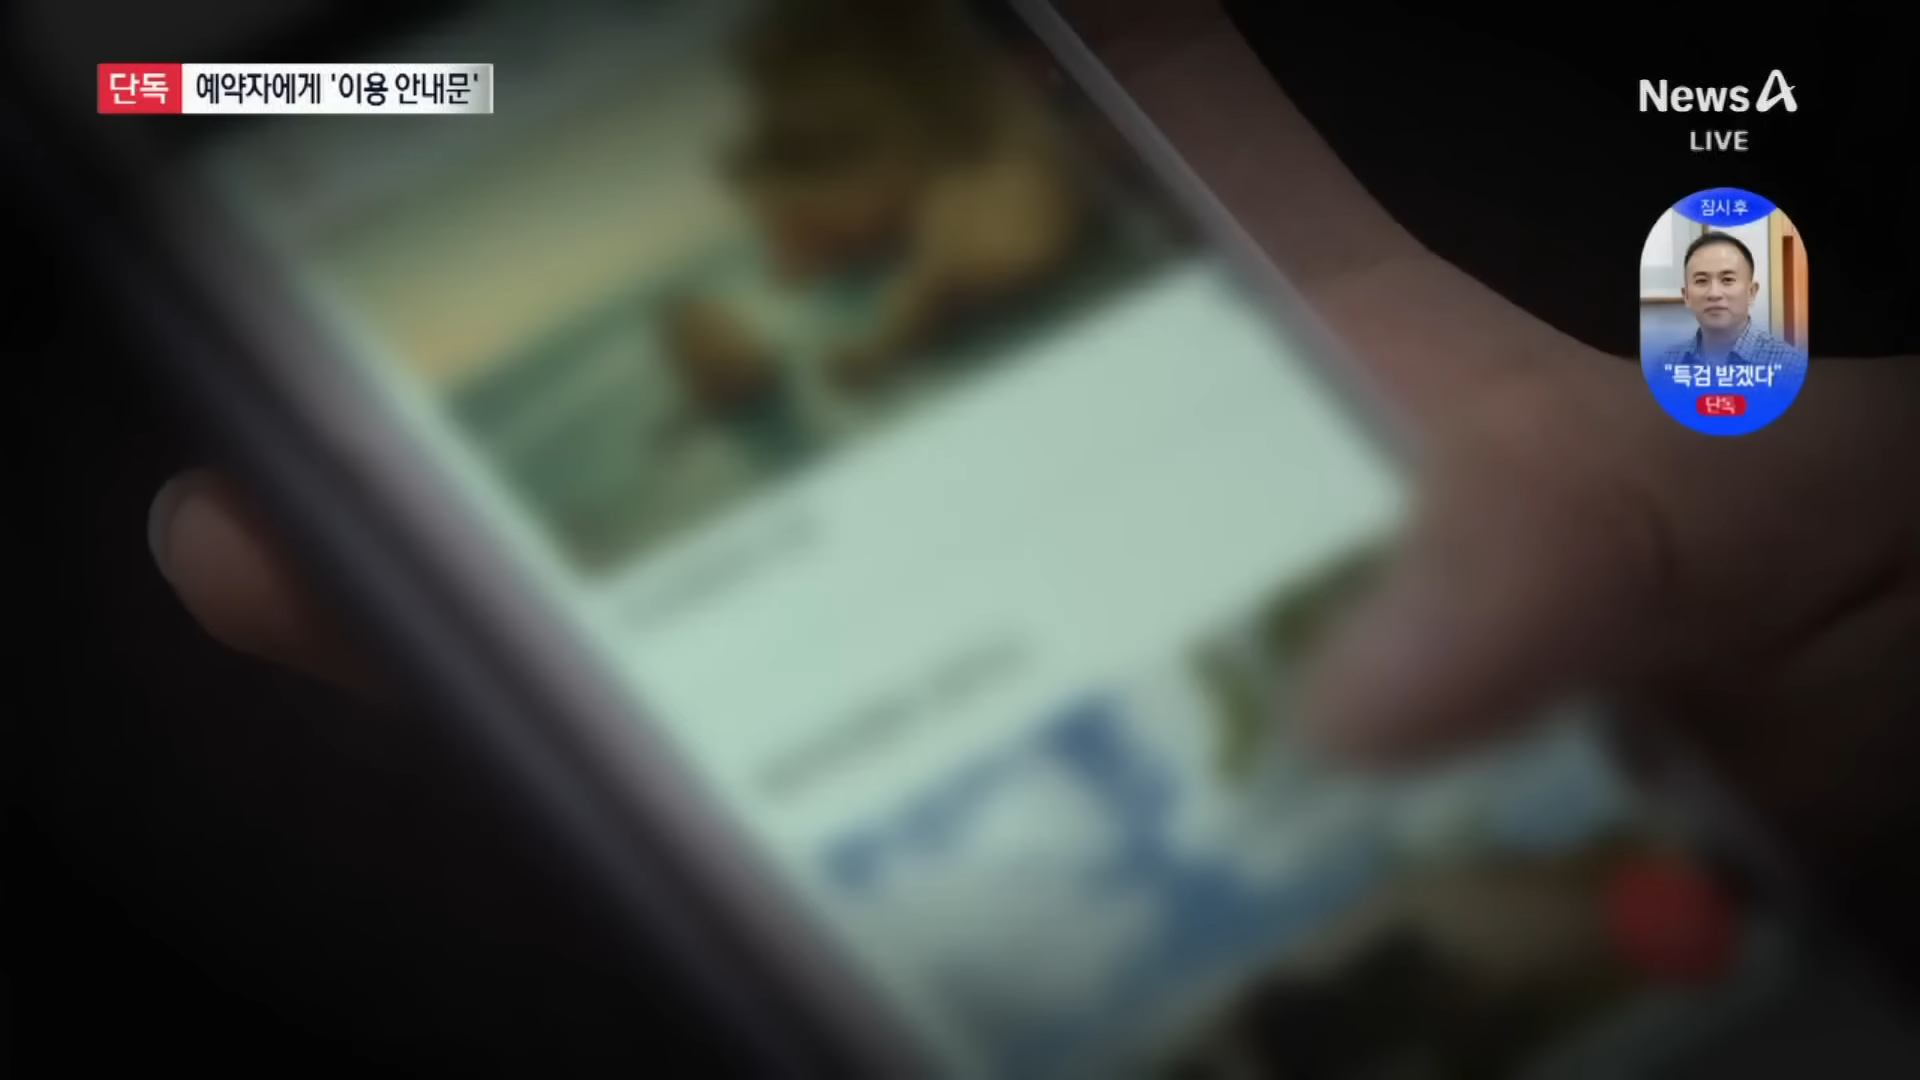 단독 예약자에게 '이용 안내문'
News A
LIVE
잠시 후
"특검 받겠다"
단독